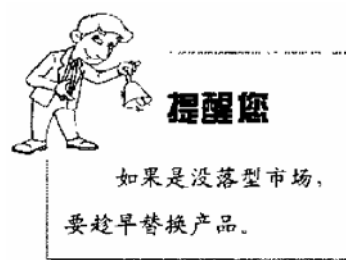 提醒您
如果是没落型市场，
要趁早替换产品。